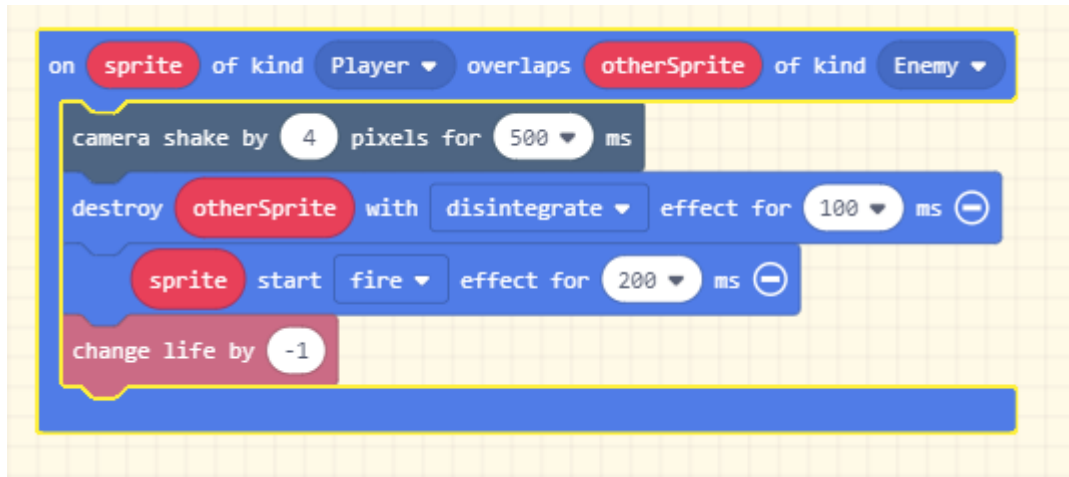 on sprite of kind Player overlaps otherSprite of kind Enemy
camera shake by 4 pixels for 500 ms
destroy otherSprite with disintegrate effect for 100 ms
sprite start fire effect for 200 ms
change life by -1